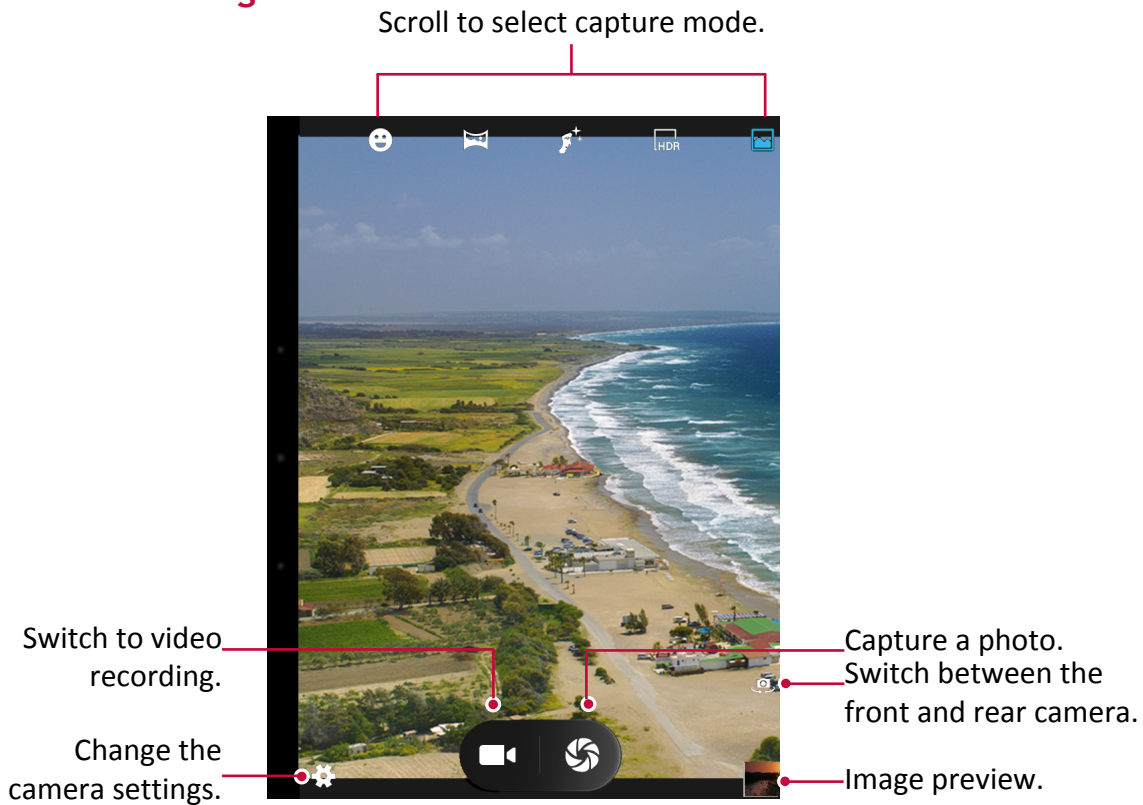 Scroll to select capture mode.
HDR
Switch to video
recording.
Capture a photo.
Switch between the
front and rear camera.
Change the
camera settings.
Image preview.